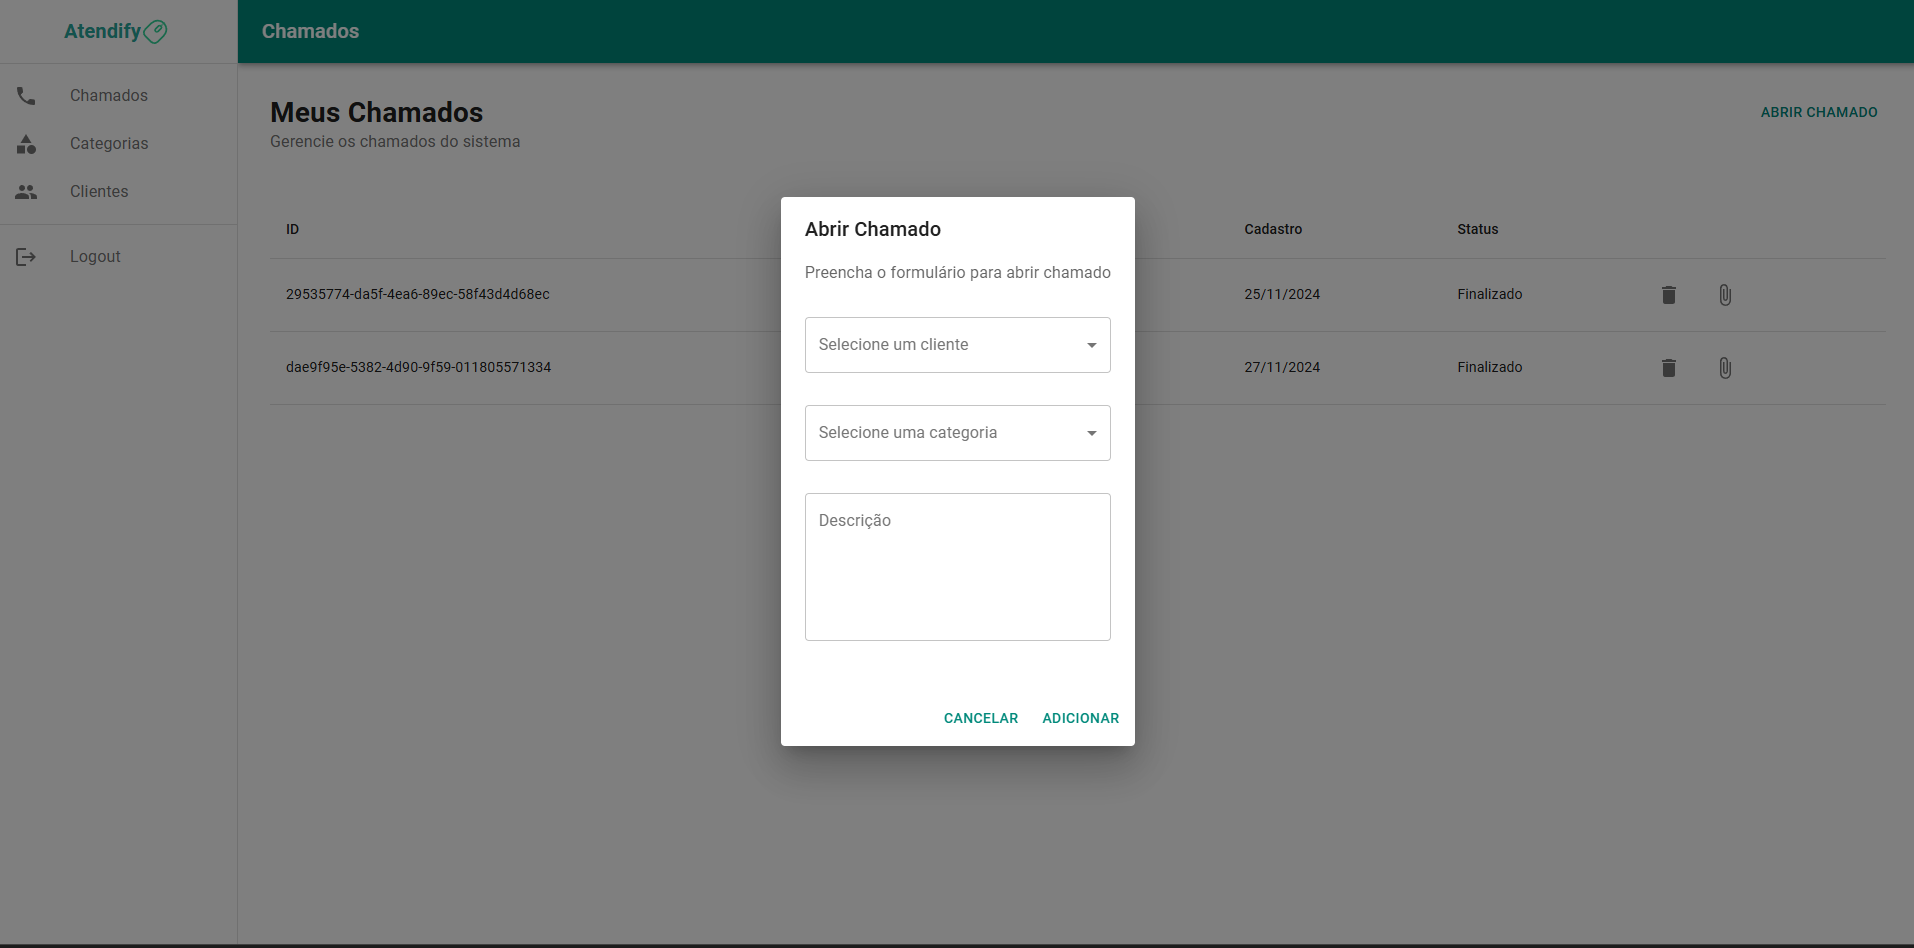 Atendify
Chamados
Chamados
Categorias
Clientes
Logout
Meus Chamados
Gerencie os chamados do sistema
ABRIR CHAMADO
ID Cadastro Status
29535774-da5f-4ea6-89ec-58f43d4d68ec 25/11/2024 Finalizado
dae9f95e-5382-4d90-9f59-011805571334 27/11/2024 Finalizado
Abrir Chamado
Preencha o formulário para abrir chamado
Selecione um cliente
Selecione uma categoria
Descrição
CANCELAR ADICIONAR